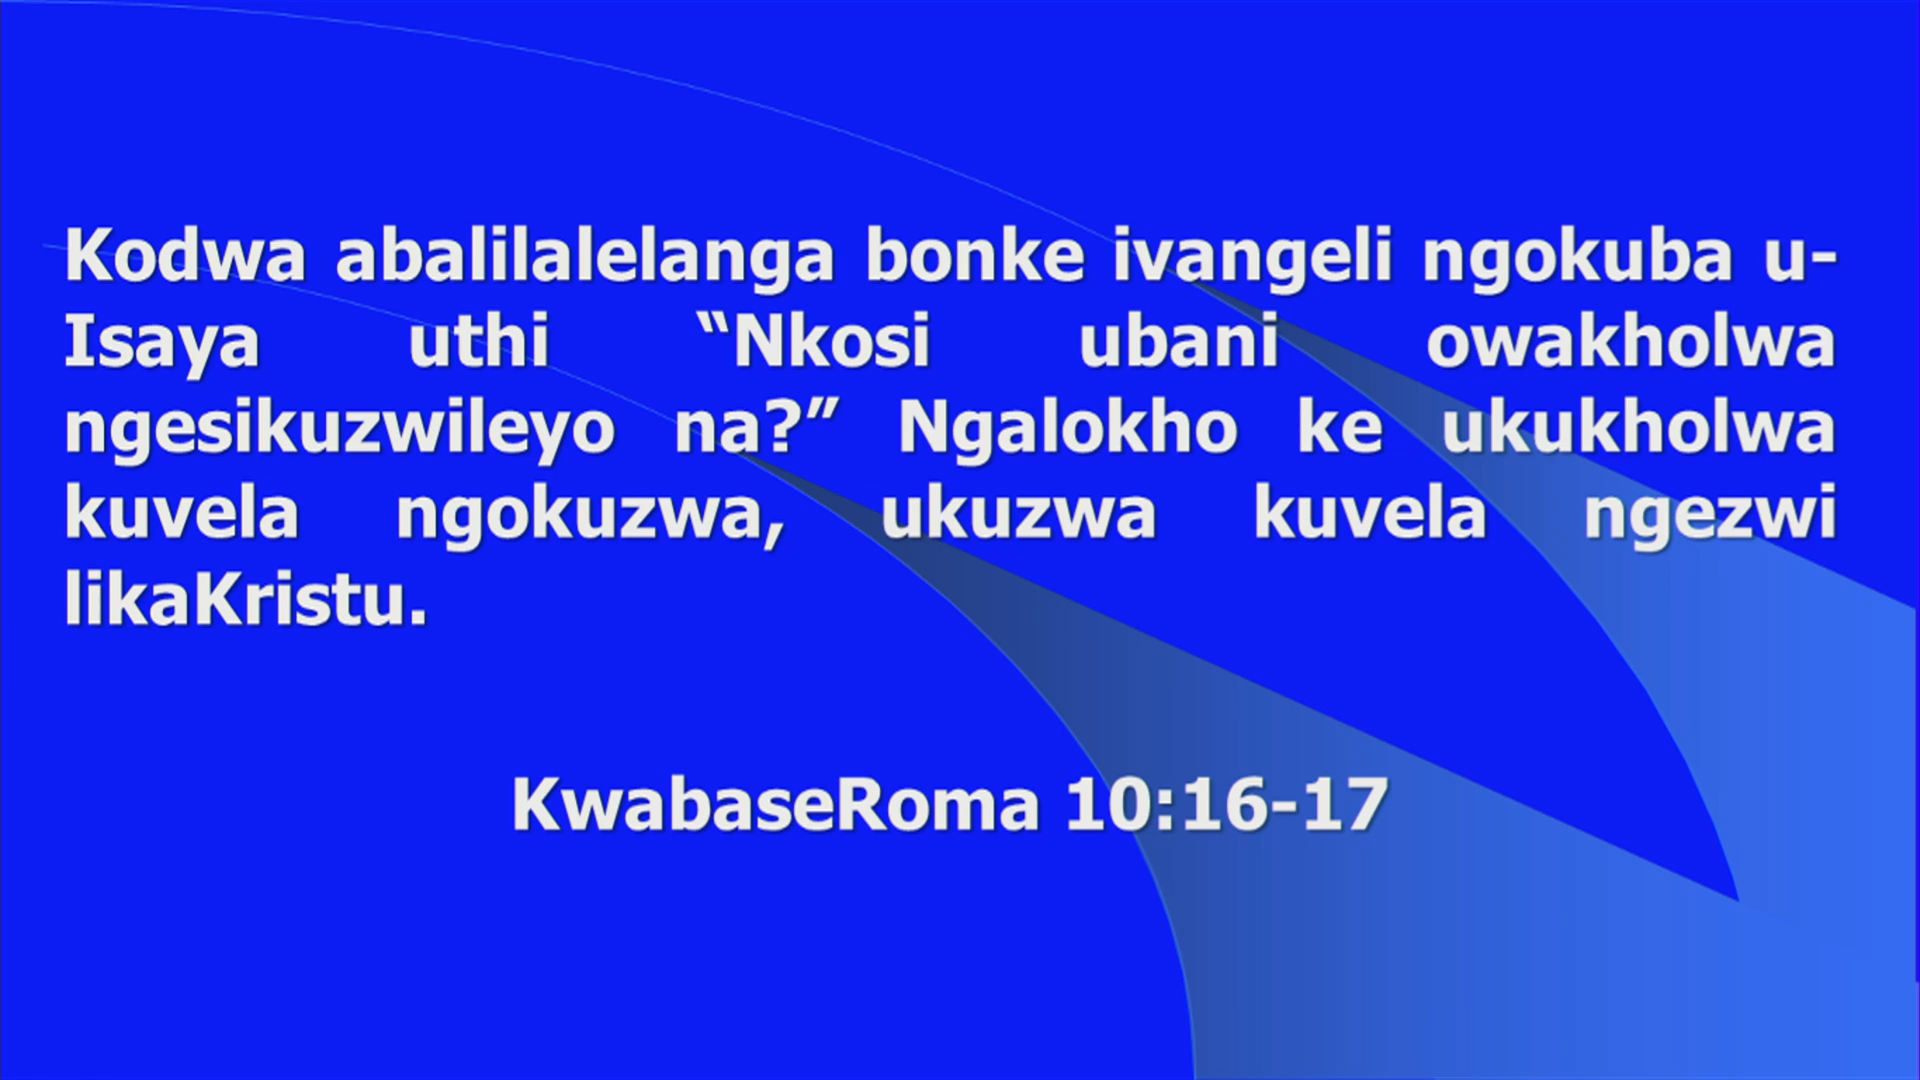 Kodwa abalilalelanga bonke ivangeli ngokuba u-
Isaya uthi “Nkosi ubani owakholwa
ngesikuzwileyo na?” Ngalokho ke ukukholwa
kuvela ngokuzwa, ukuzwa kuvela ngezwi
likaKristu.
KwabaseRoma 10:16-17